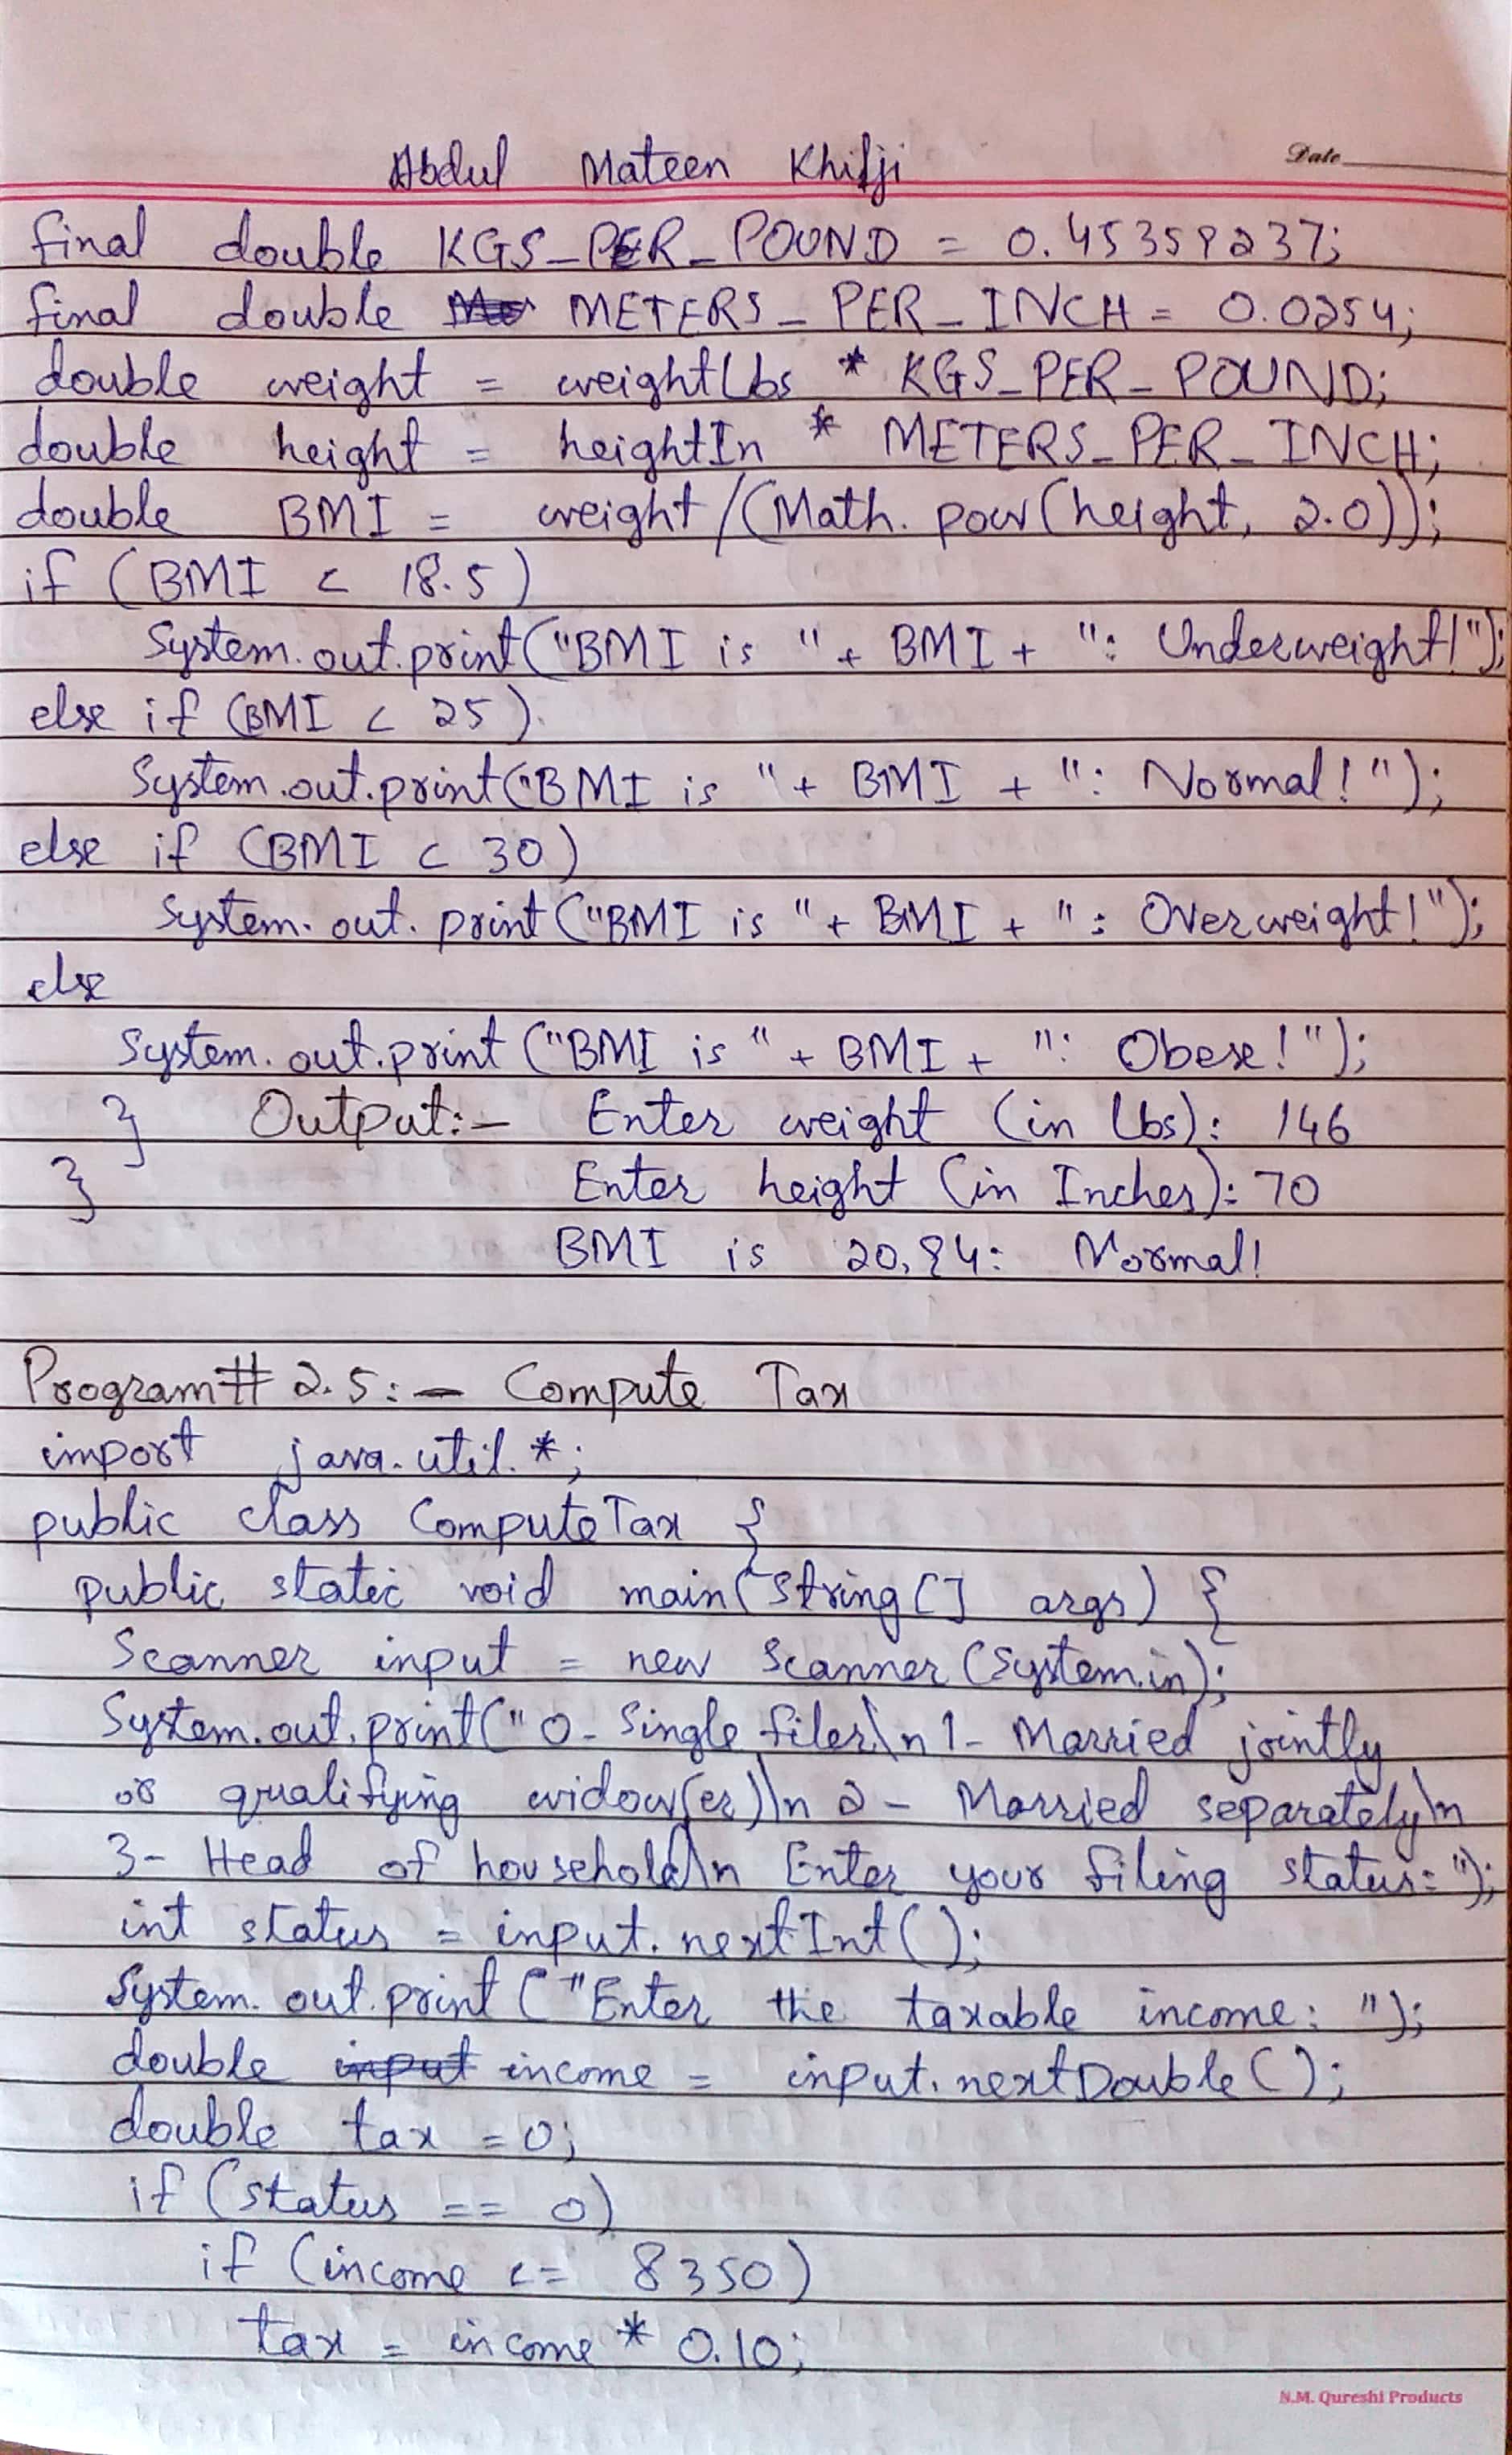 Abdul Mateen Khilji
Date
final double KGS_PER_POUND = 0.45359237;
final double METERS_PER_INCH = 0.0254;
double weight = weightLbs * KGS_PER_POUND;
double height = heightIn * METERS_PER_INCH;
double BMI = weight/(Math.pow(height, 2.0));
if (BMI < 18.5)
System.out.print("BMI is " + BMI + ": Underweight!");
else if (BMI < 25)
System.out.print("BMI is " + BMI + ": Normal!");
else if (BMI < 30)
System.out.print("BMI is " + BMI + ": Overweight!");
else
System.out.print("BMI is " + BMI + ": Obese!");
} Output:- Enter weight (in lbs): 146
} Enter height (in Inches): 70
BMI is 20.94: Normal!
Program# 2.5:- Compute Tax
import java.util.*;
public class ComputeTax {
public static void main(String[] args) {
Scanner input = new Scanner(System.in);
System.out.print("0- Single filer\n 1- Married jointly
or qualifying widow(er)\n 2- Married separately\n
3- Head of household\n Enter your filing status: ");
int status = input.nextInt();
System.out.print("Enter the taxable income: ");
double income = input.nextDouble();
double tax = 0;
if (status == 0)
if (income <= 8350)
tax = income * 0.10;
N.M. Qureshi Products